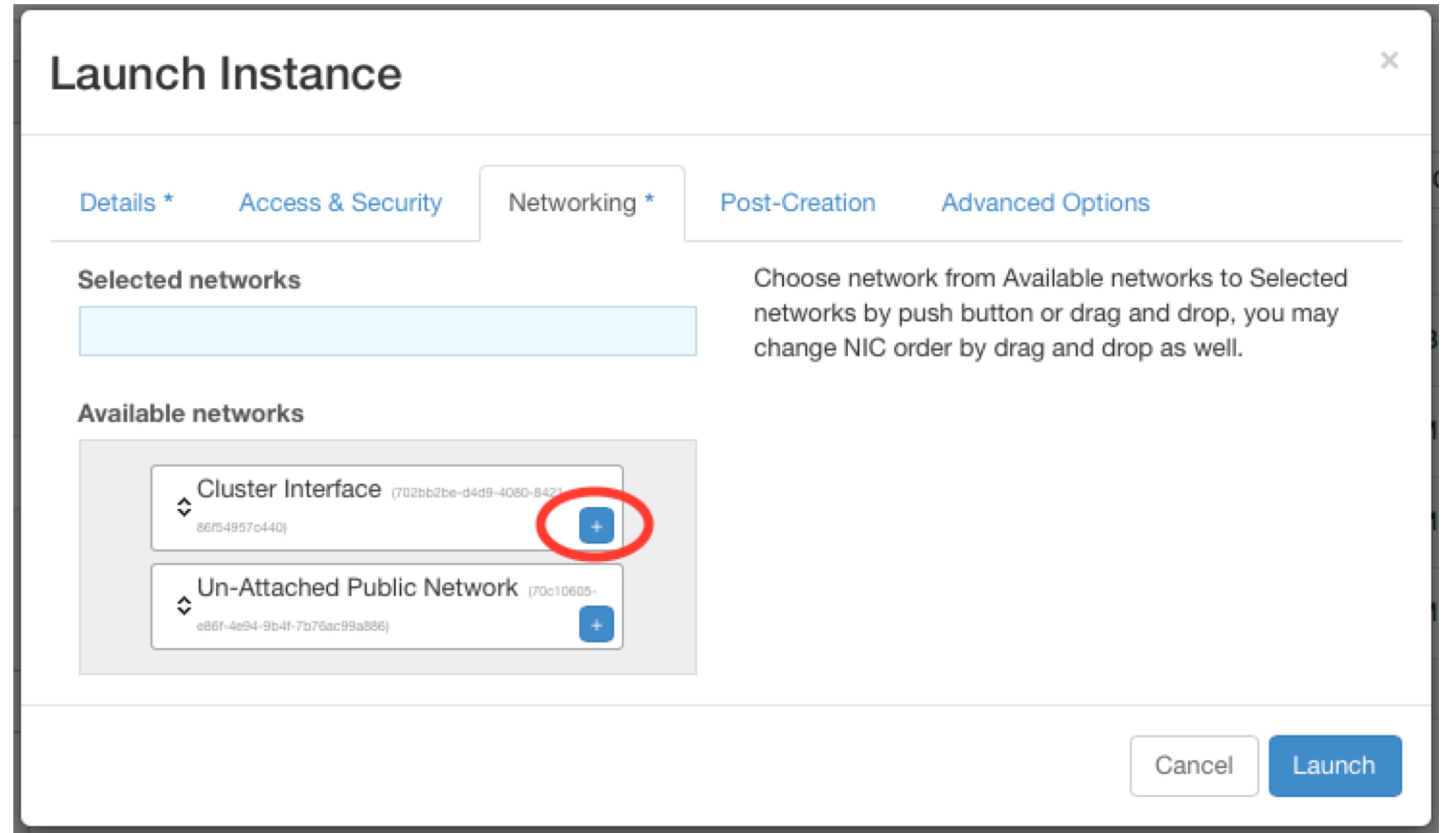 Launch Instance ×
Details * Access & Security Networking * Post-Creation Advanced Options
Selected networks
Choose network from Available networks to Selected
networks by push button or drag and drop, you may
change NIC order by drag and drop as well.
Available networks
Cluster Interface (702bb2be-d4d9-4080-8421-
86f54957c440)
+
Un-Attached Public Network (70c10605-
e86f-4e94-9b4f-7b76ac99a886)
+
Cancel Launch